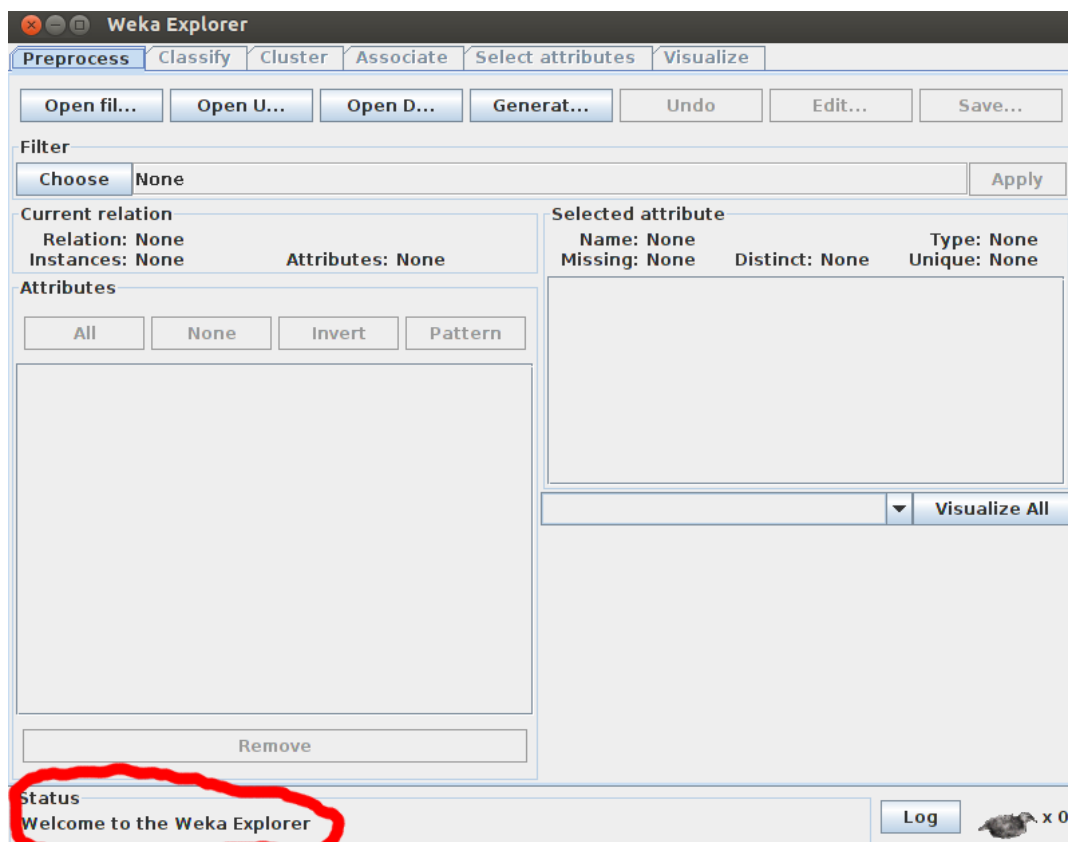 Weka Explorer
Preprocess Classify Cluster Associate Select attributes Visualize
Open fil... Open U... Open D... Generat... Undo Edit... Save...
Filter
Choose None Apply
Current relation
Relation: None
Instances: None Attributes: None
Selected attribute
Name: None Type: None
Missing: None Distinct: None Unique: None
Attributes
All None Invert Pattern
Visualize All
Remove
Status
Welcome to the Weka Explorer
Log x 0